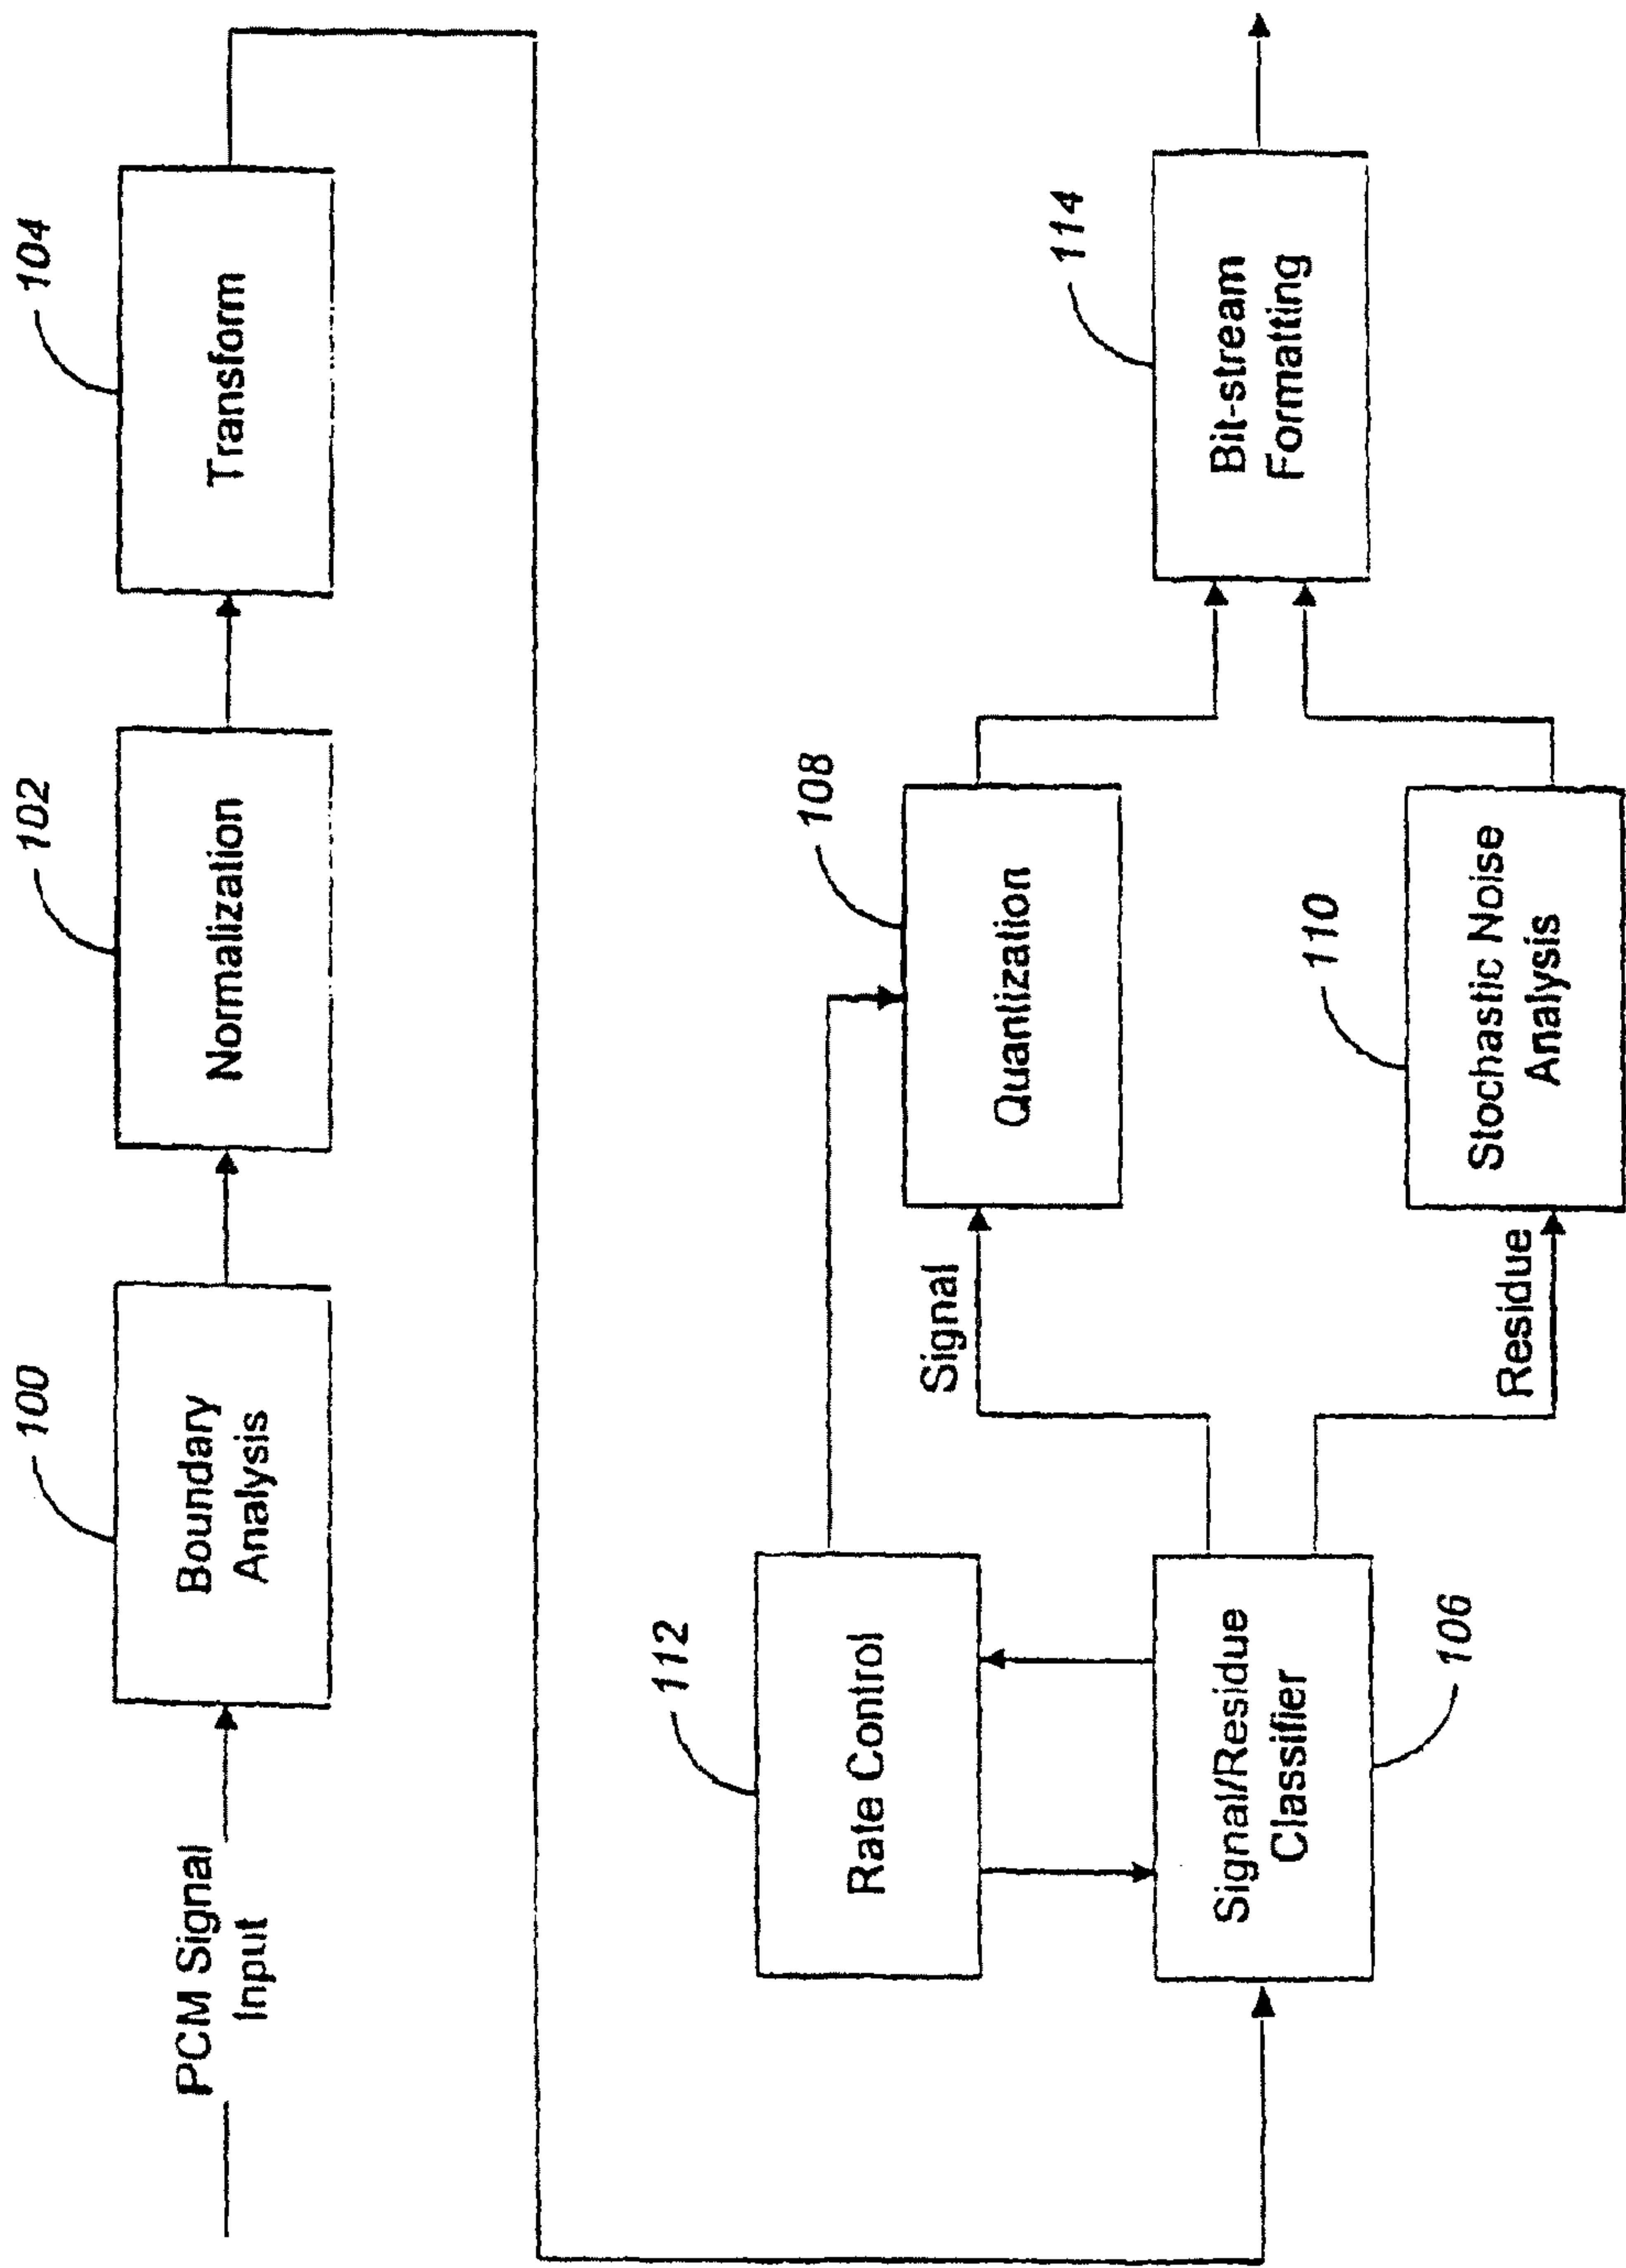 PCM Signal
Input
100
Boundary
Analysis
102
Normalization
104
Transform
112
Rate Control
Signal/Residue
Classifier
106
Signal
108
Quantization
Residue
110
Stochastic Noise
Analysis
114
Bit-stream
Formatting